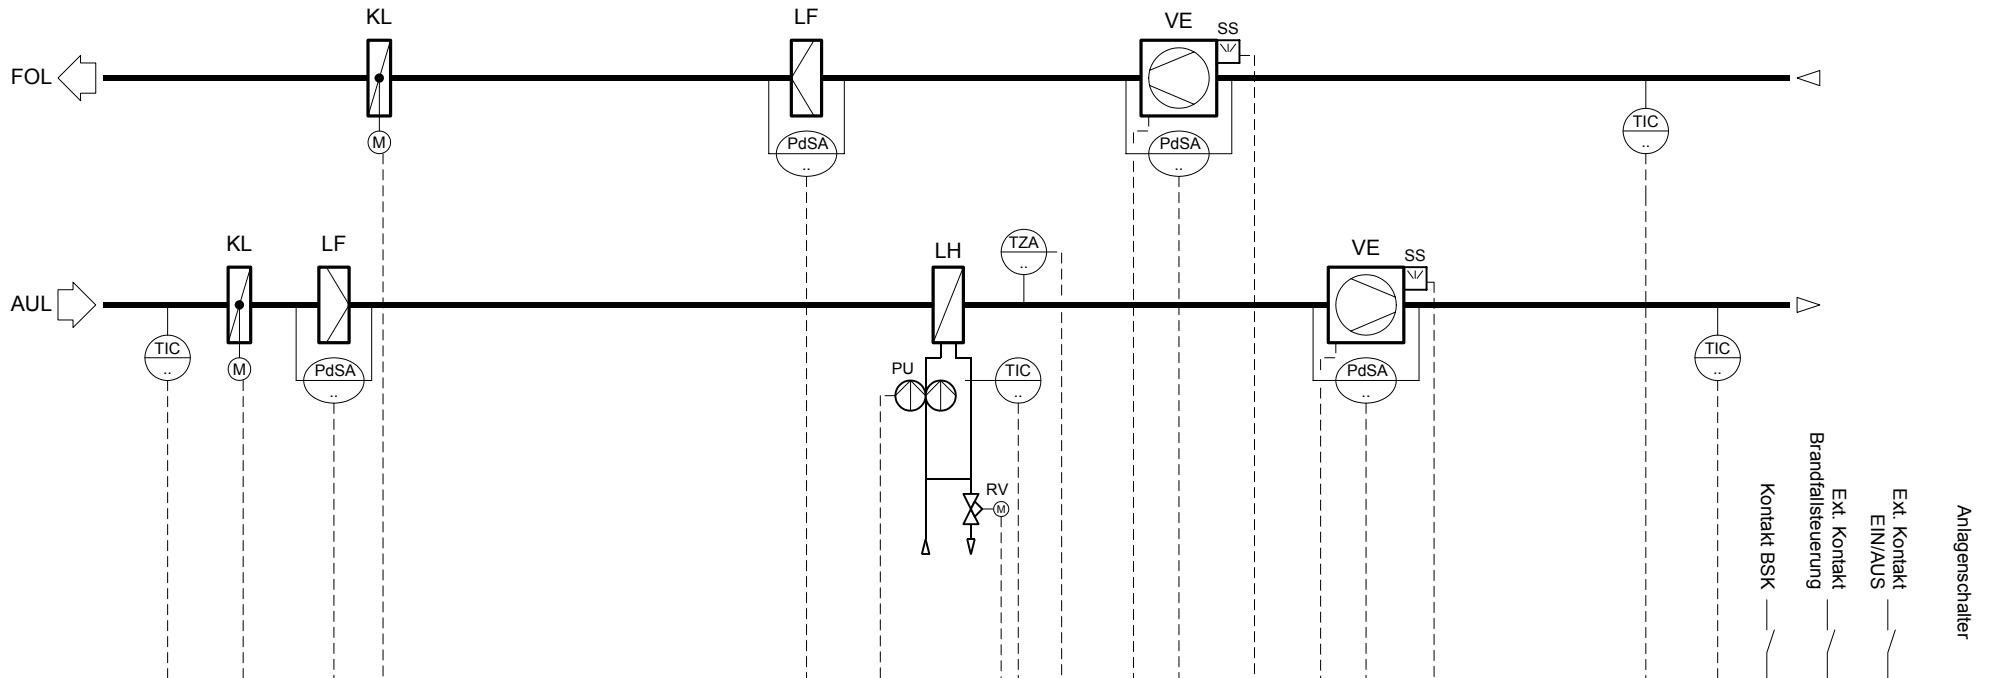 KL
LF
VE
SS
FOL
M
PdSA
..
PdSA
..
TIC
..
KL
LF
LH
TZA
..
VE
SS
AUL
TIC
..
M
PdSA
..
PU
TIC
..
PdSA
..
TIC
..
RV
M
Kontakt BSK
Ext. Kontakt
Brandfallsteuerung
Ext. Kontakt
EIN/AUS
Anlagenschalter